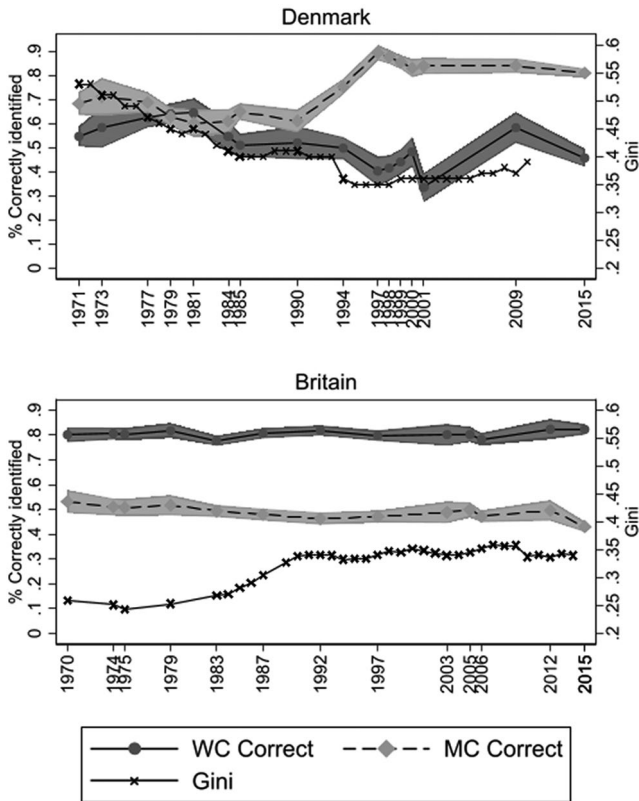 Denmark
% Correctly identified
0 .1 .2 .3 .4 .5 .6 .7 .8 .9
.2 .25 .3 .35 .4 .45 .5 .55 .6
Gini
1971 1973 1977 1979 1981 1984 1985 1990 1994 1997 1998 1999 2000 2001 2009 2015
Britain
% Correctly identified
0 .1 .2 .3 .4 .5 .6 .7 .8 .9
.2 .25 .3 .35 .4 .45 .5 .55 .6
Gini
1970 1974 1975 1979 1983 1987 1992 1997 2003 2005 2006 2012 2015
WC Correct MC Correct
Gini